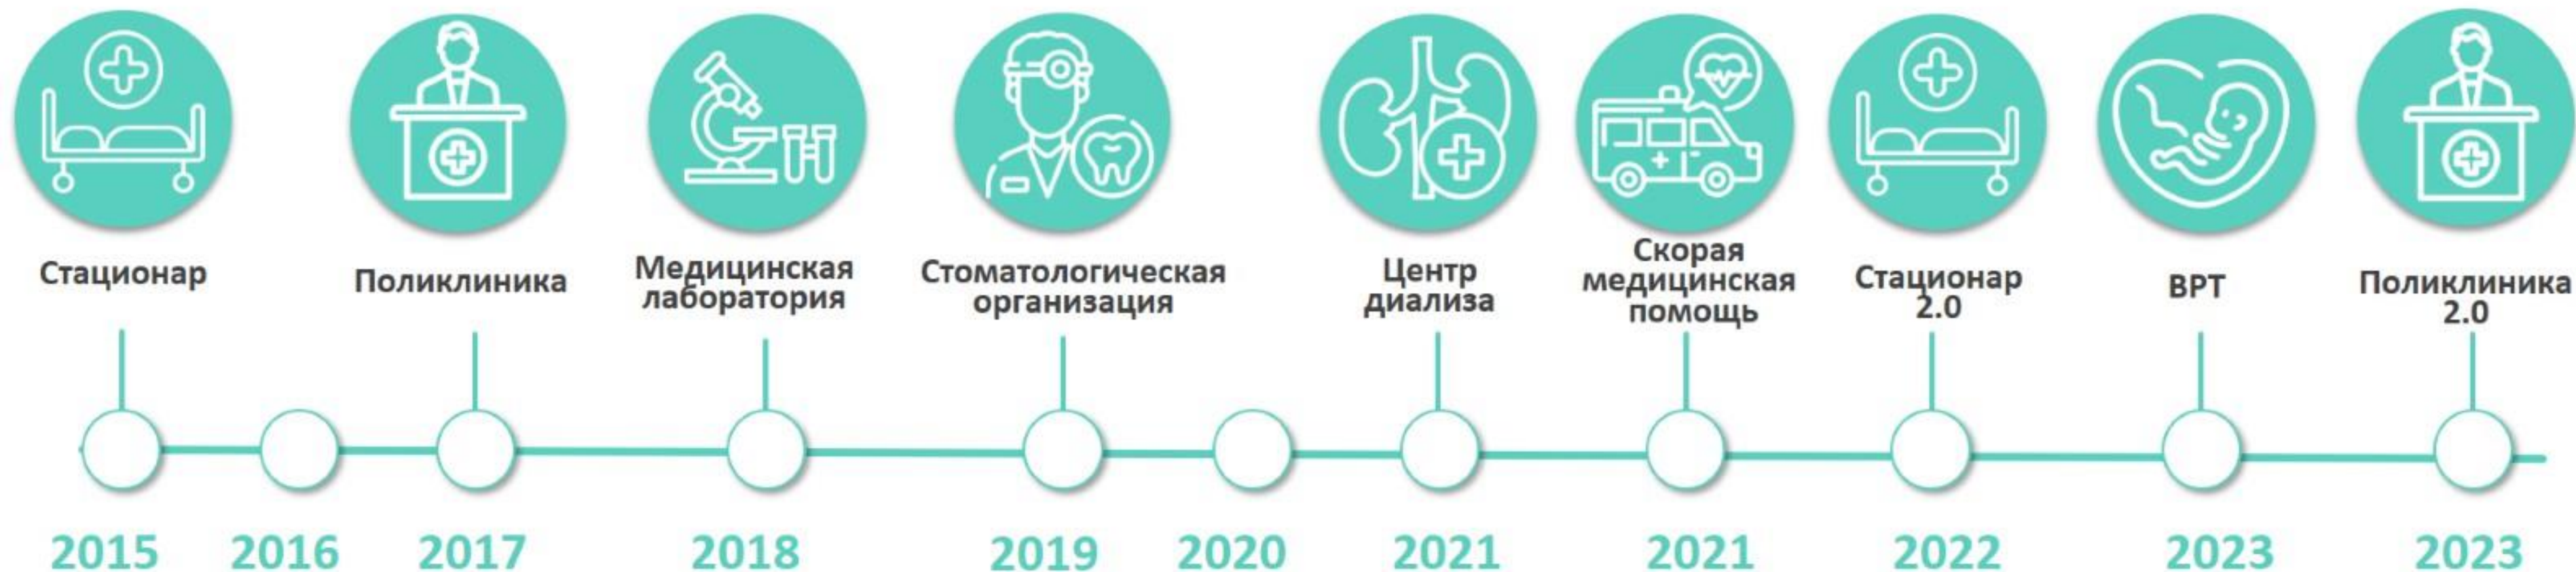 Стационар
Поликлиника
Медицинская
лаборатория
Стоматологическая
организация
Центр
диализа
Скорая
медицинская
помощь
Стационар
2.0
ВРТ
Поликлиника
2.0
2015 2016 2017 2018 2019 2020 2021 2021 2022 2023 2023